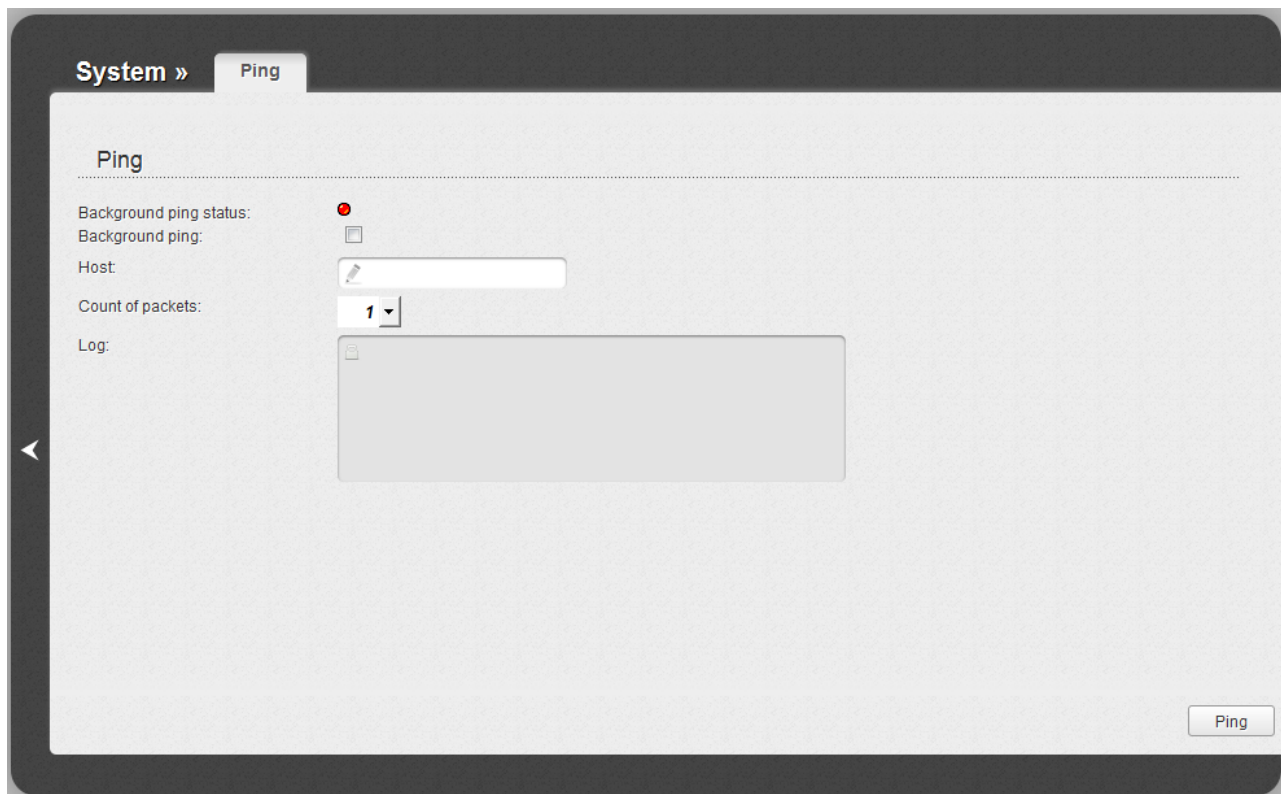 System »
Ping
Ping
Background ping status:
Background ping:
Host:
Count of packets:
1
Log:
Ping